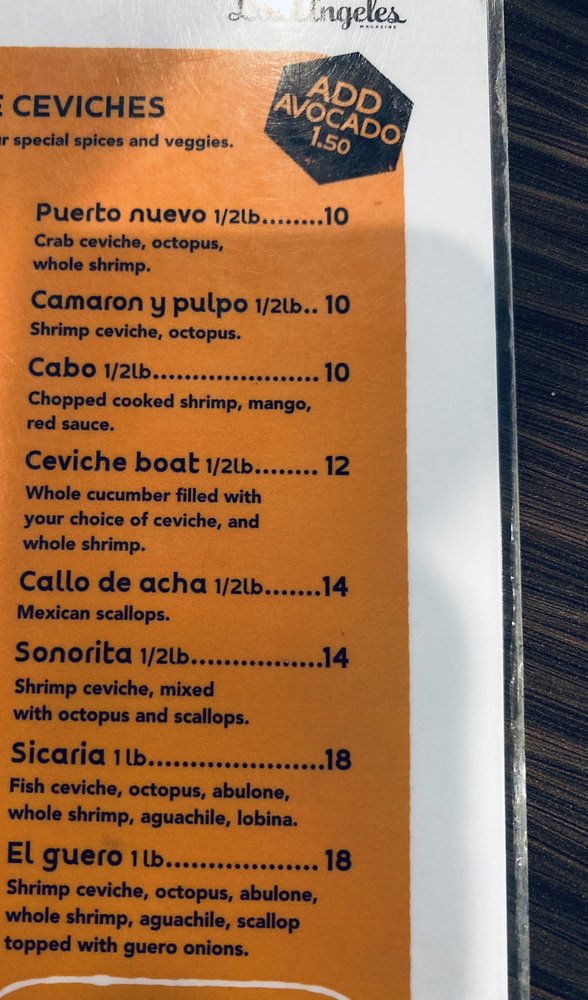 Los Angeles
MAGAZINE
CEVICHES
ADD
AVOCADO
1.50
special spices and veggies.
Puerto nuevo 1/2lb........10
Crab ceviche, octopus,
whole shrimp.
Camaron y pulpo 1/2lb.. 10
Shrimp ceviche, octopus.
Cabo 1/2lb........................ 10
Chopped cooked shrimp, mango,
red sauce.
Ceviche boat 1/2lb........ 12
Whole cucumber filled with
your choice of ceviche, and
whole shrimp.
Callo de acha 1/2lb.......14
Mexican scallops.
Sonorita 1/2lb...................14
Shrimp ceviche, mixed
with octopus and scallops.
Sicaria 1 lb.........................18
Fish ceviche, octopus, abulone,
whole shrimp, aguachile, lobina.
El guero 1 lb..................... 18
Shrimp ceviche, octopus, abulone,
whole shrimp, aguachile, scallop
topped with guero onions.